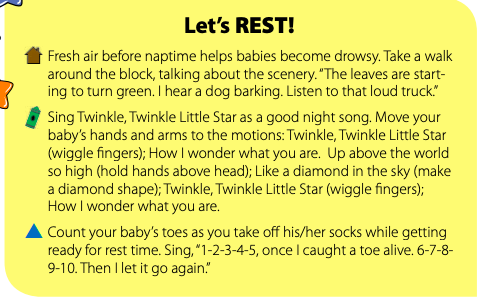 Let's REST!
Fresh air before naptime helps babies become drowsy. Take a walk
around the block, talking about the scenery. "The leaves are start-
ing to turn green. I hear a dog barking. Listen to that loud truck."
Sing Twinkle, Twinkle Little Star as a good night song. Move your
baby's hands and arms to the motions: Twinkle, Twinkle Little Star
(wiggle fingers); How I wonder what you are.  Up above the world
so high (hold hands above head); Like a diamond in the sky (make
a diamond shape); Twinkle, Twinkle Little Star (wiggle fingers);
How I wonder what you are.
Count your baby's toes as you take off his/her socks while getting
ready for rest time. Sing, "1-2-3-4-5, once I caught a toe alive. 6-7-8-
9-10. Then I let it go again."